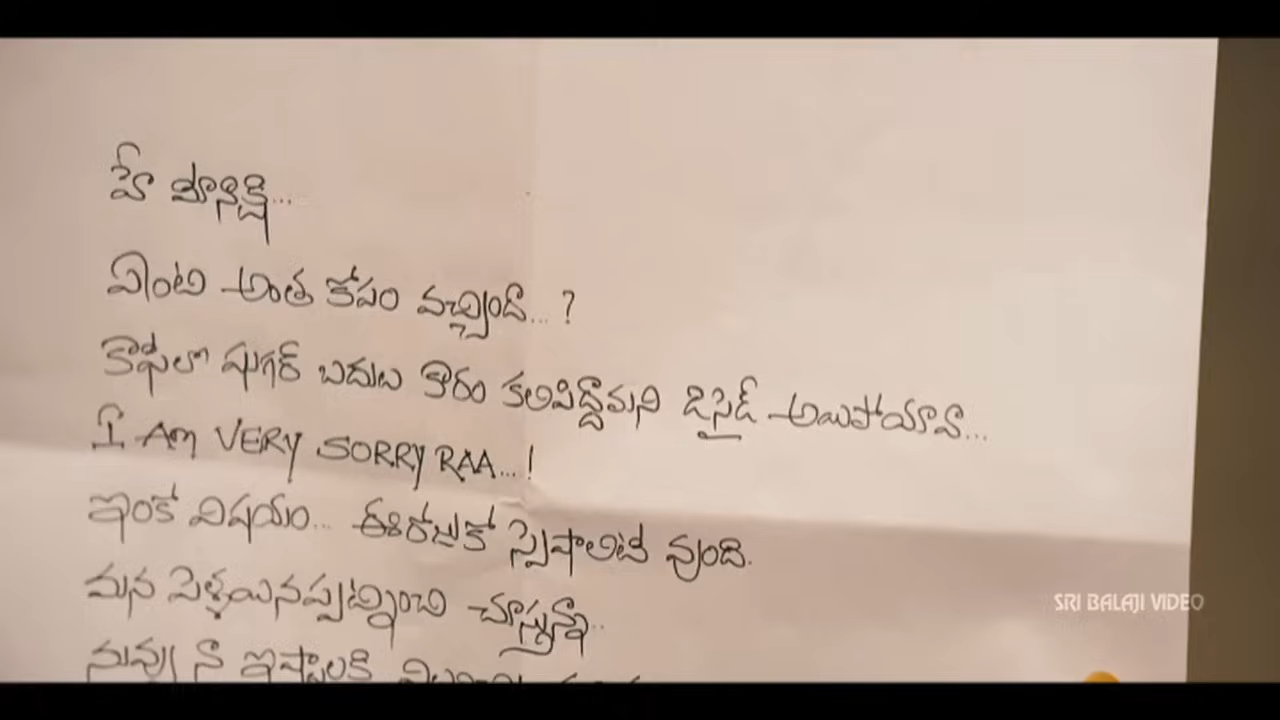 హే మీనాక్షి...
ఏంటి అంత కోపం వచ్చిందా...?
కాఫీలో షుగర్ బదులు కారం కలిపిద్దామని డిసైడ్ అయిపోయావా...
I AM VERY SORRY RAA...!
ఇంకో విషయం... ఈరోజుకో స్పెషాలిటీ వుంది.
మన పెళ్ళయినప్పట్నించి చూస్తున్నా..
నువ్వు నా ఇష్టాలకి
SRI BALAJI VIDEO